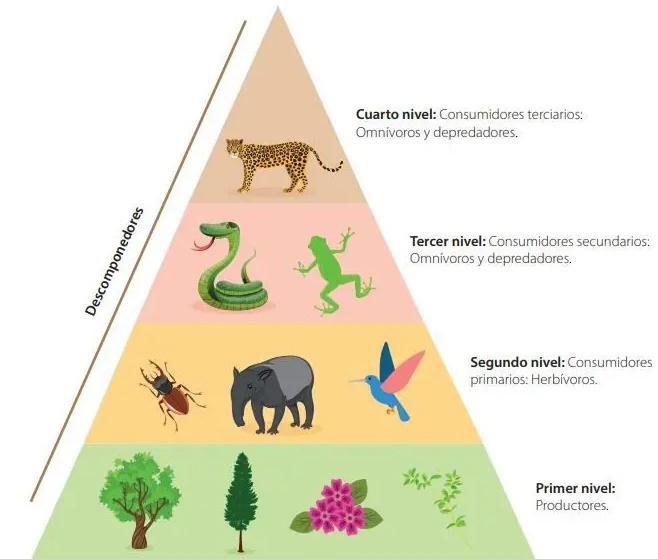 Cuarto nivel: Consumidores terciarios:
Omnívoros y depredadores.
Descomponedores
Tercer nivel: Consumidores secundarios:
Omnívoros y depredadores.
Segundo nivel: Consumidores
primarios: Herbívoros.
Primer nivel:
Productores.